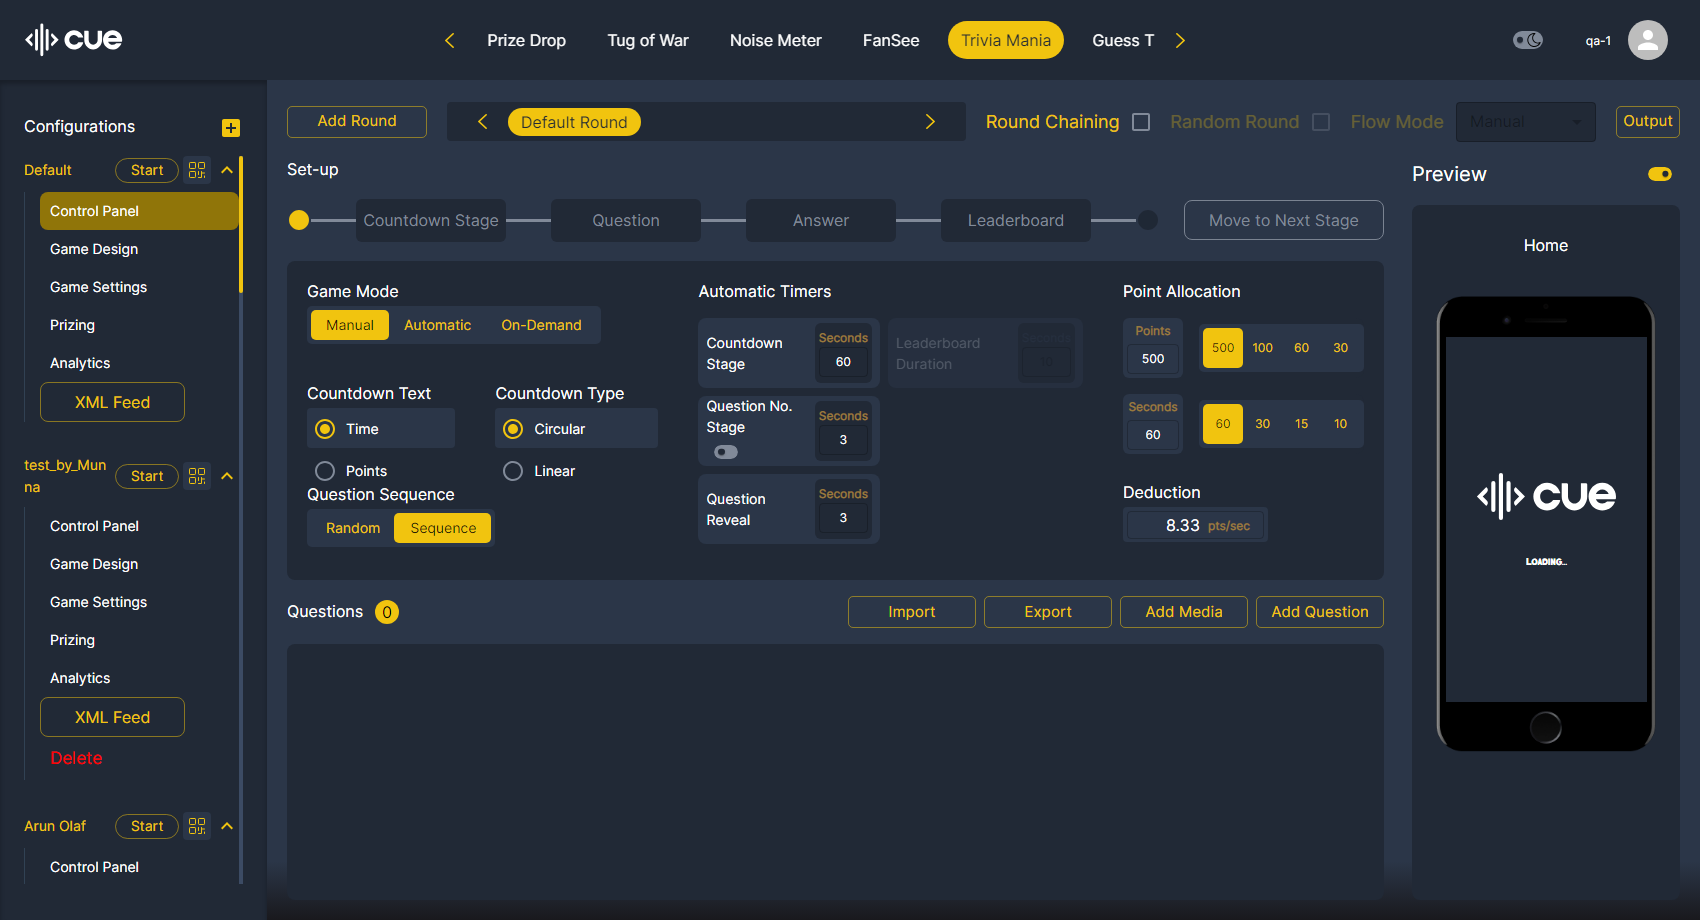 cue
Prize Drop
Tug of War
Noise Meter
FanSee
Trivia Mania
Guess T
qa-1
Configurations
Default
Start
Control Panel
Game Design
Game Settings
Prizing
Analytics
XML Feed
test_by_Mun
na
Start
Control Panel
Game Design
Game Settings
Prizing
Analytics
XML Feed
Delete
Arun Olaf
Start
Control Panel
Add Round
Default Round
Round Chaining
Random Round
Flow Mode
Manual
Output
Set-up
Countdown Stage
Question
Answer
Leaderboard
Move to Next Stage
Game Mode
Manual
Automatic
On-Demand
Countdown Text
Time
Points
Countdown Type
Circular
Linear
Question Sequence
Random
Sequence
Automatic Timers
Countdown
Stage
Seconds
60
Leaderboard
Duration
Seconds
10
Question No.
Stage
Seconds
3
Question
Reveal
Seconds
3
Point Allocation
Points
500
500
100
60
30
Seconds
60
60
30
15
10
Deduction
8.33 pts/sec
Questions 0
Import
Export
Add Media
Add Question
Preview
Home
cue
LOADING...